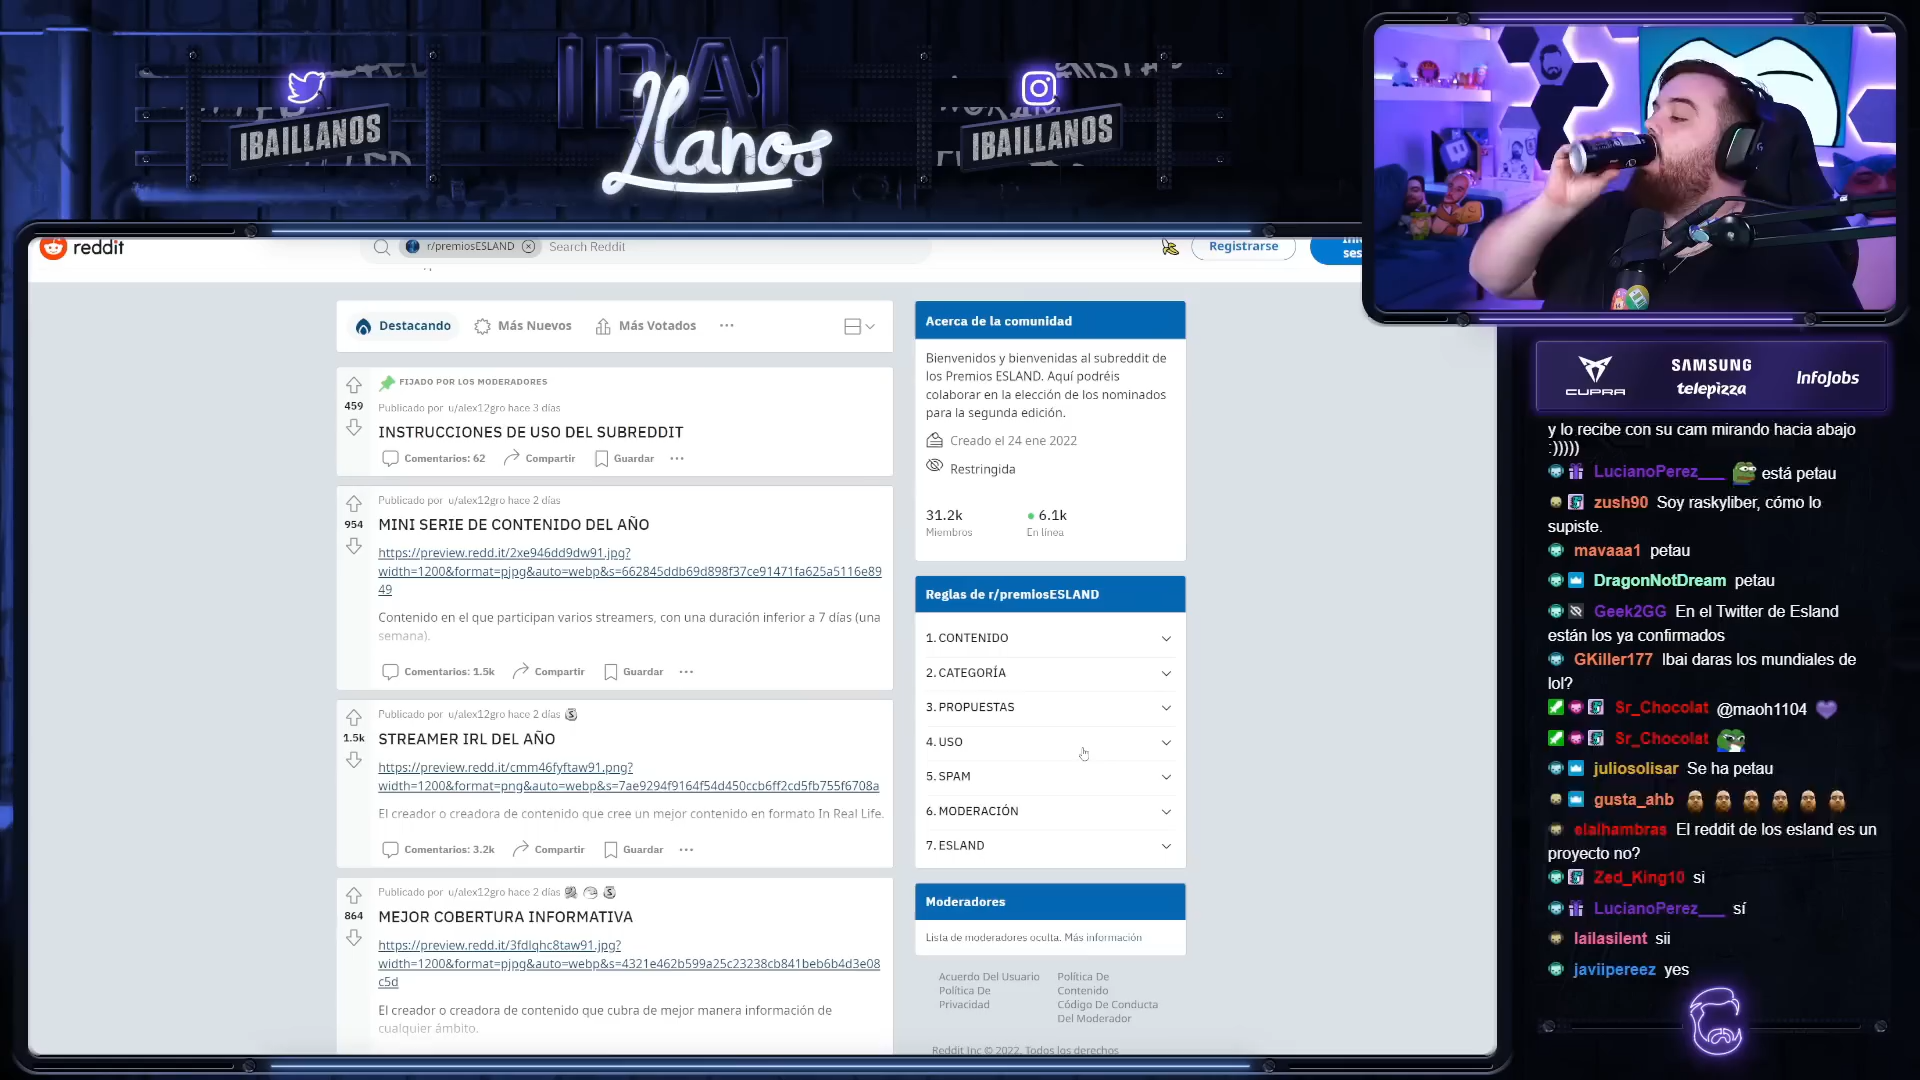 IBAI
Llanos
IBAILLANOS
IBAILLANOS
reddit
r/premiosESLAND
Search Reddit
Registrarse
Destacando
Más Nuevos
Más Votados
FIJADO POR LOS MODERADORES
459
Publicado por u/alex12gro hace 3 días
INSTRUCCIONES DE USO DEL SUBREDDIT
Comentarios: 62 Compartir Guardar
Publicado por u/alex12gro hace 2 días
954
MINI SERIE DE CONTENIDO DEL AÑO
https://preview.redd.it/2xe946dd9dw91.jpg?
width=1200&format=pjpg&auto=webp&s=662845ddb69d898f37ce91471fa625a5116e89
49
Contenido en el que participan varios streamers, con una duración inferior a 7 días (una
semana).
Comentarios: 1.5k Compartir Guardar
Publicado por u/alex12gro hace 2 días
1.5k
STREAMER IRL DEL AÑO
https://preview.redd.it/cmm46fyftaw91.png?
width=1200&format=png&auto=webp&s=7ae9294f9164f54d450ccb6ff2cd5fb755f6708a
El creador o creadora de contenido que cree un mejor contenido en formato In Real Life.
Comentarios: 3.2k Compartir Guardar
Publicado por u/alex12gro hace 2 días
864
MEJOR COBERTURA INFORMATIVA
https://preview.redd.it/3fdlqhc8taw91.jpg?
width=1200&format=pjpg&auto=webp&s=4321e462b599a25c23238cb841beb6b4d3e08
c5d
El creador o creadora de contenido que cubra de mejor manera información de
cualquier ámbito.
Acerca de la comunidad
Bienvenidos y bienvenidas al subreddit de
los Premios ESLAND. Aquí podréis
colaborar en la elección de los nominados
para la segunda edición.
Creado el 24 ene 2022
Restringida
31.2k
Miembros
6.1k
En línea
Reglas de r/premiosESLAND
1. CONTENIDO
2. CATEGORÍA
3. PROPUESTAS
4. USO
5. SPAM
6. MODERACIÓN
7. ESLAND
Moderadores
Lista de moderadores oculta. Más información
Acuerdo Del Usuario
Política De
Privacidad
Política De
Contenido
Código De Conducta
Del Moderador
Reddit Inc © 2022. Todos los derechos
CUPRA
SAMSUNG
telepizza
InfoJobs
y lo recibe con su cam mirando hacia abajo
:)))))
LucianoPerez___ está petau
zush90 Soy raskyliber, cómo lo
supiste.
mavaaa1 petau
DragonNotDream petau
Geek2GG En el Twitter de Esland
están los ya confirmados
GKiller177 Ibai daras los mundiales de
lol?
Sr_Chocolat @maoh1104
Sr_Chocolat
juliosolisar Se ha petau
gusta_ahb
elalhambras El reddit de los esland es un
proyecto no?
Zed_King10 si
LucianoPerez___ sí
lailasilent sii
javiipereez yes